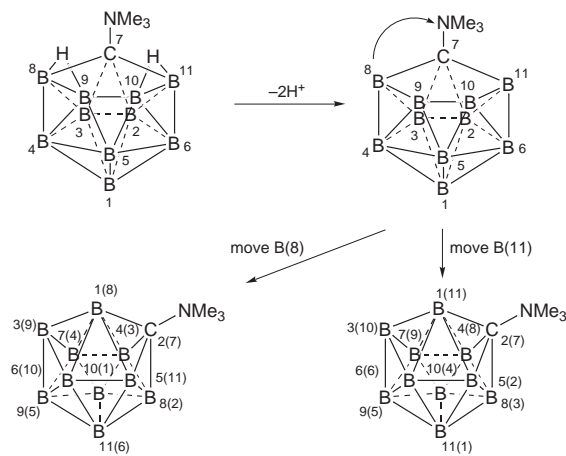 NMe3
7
H C H
8 B B 11
9 10
B B
B B
3 2
4 B B B 6
5
B
1
–2H+
NMe3
7
C
8 B B 11
9 10
B B
B B
3 2
4 B B B 6
5
B
1
move B(8)
move B(11)
1(8)
B NMe3
3(9) B C
7(4) 4(3) 2(7)
B B
6(10) 10(1) 5(11)
B B
B B B
9(5) 8(2)
B
11(6)
1(11)
B NMe3
3(10) B C
7(9) 4(8) 2(7)
B B
6(6) 10(4) 5(2)
B B
B B B
9(5) 8(3)
B
11(1)